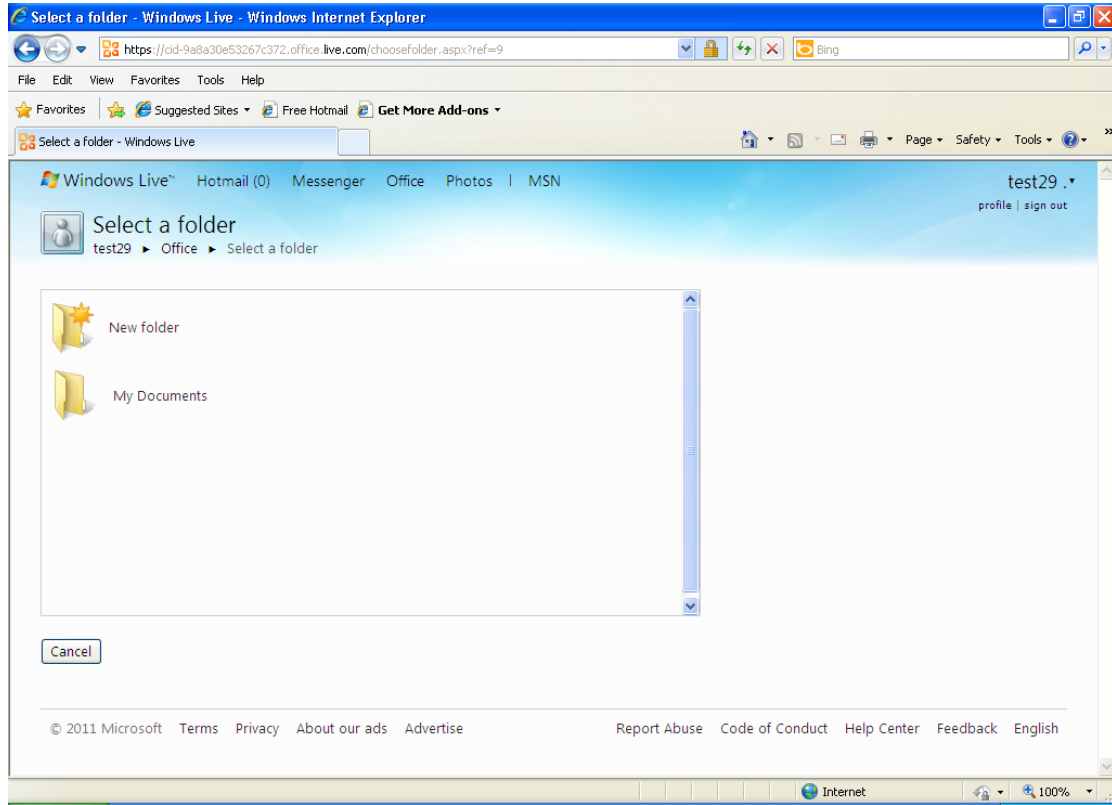 Select a folder - Windows Live - Windows Internet Explorer
https://cid-9a8a30e53267c372.office.live.com/choosefolder.aspx?ref=9
Bing
File Edit View Favorites Tools Help
Favorites Suggested Sites Free Hotmail Get More Add-ons
Select a folder - Windows Live
Page Safety Tools
Windows Live™ Hotmail (0) Messenger Office Photos | MSN
test29 .
profile | sign out
Select a folder
test29 ► Office ► Select a folder
New folder
My Documents
Cancel
© 2011 Microsoft Terms Privacy About our ads Advertise
Report Abuse Code of Conduct Help Center Feedback English
Internet
100%